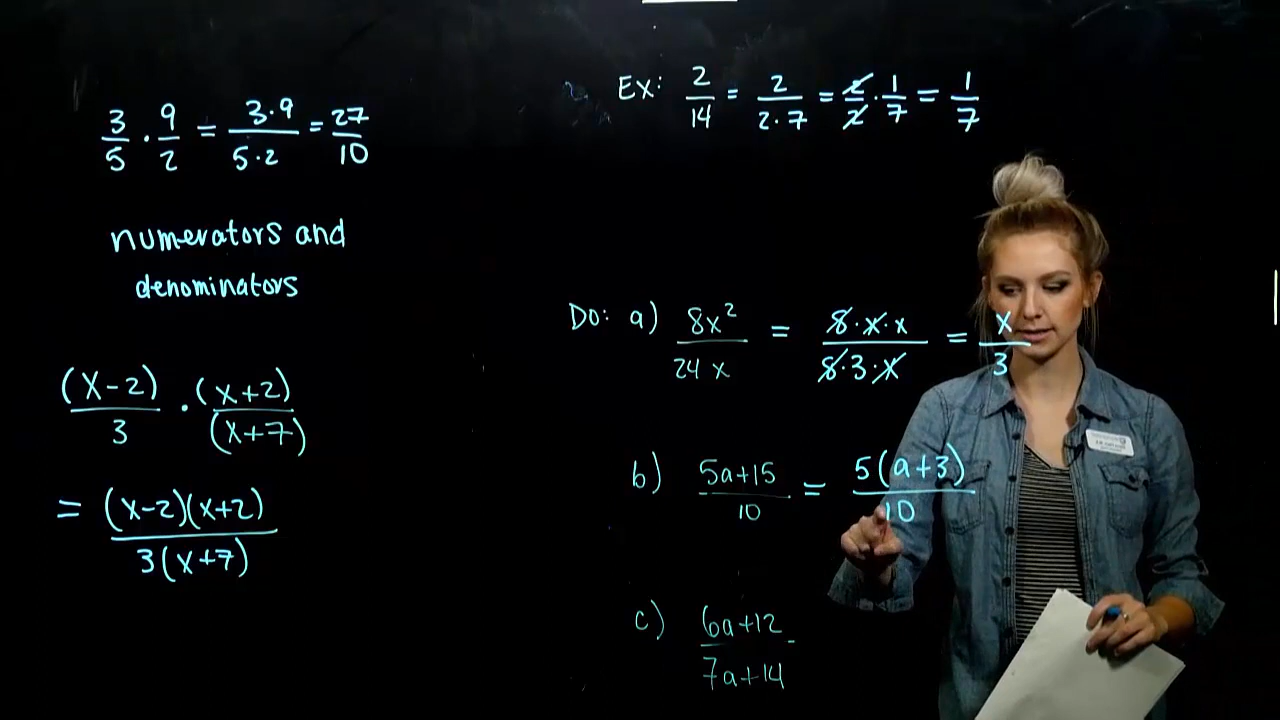 3/5 · 9/2 = 3·9/5·2 = 27/10
numerators and
denominators
(x-2)/3 · (x+2)/(x+7)
= (x-2)(x+2)/3(x+7)
Ex: 2/14 = 2/2·7 = 2/2 · 1/7 = 1/7
Do: a) 8x²/24x = 8·x·x/8·3·x = x/3
b) 5a+15/10 = 5(a+3)/10
c) 6a+12/7a+14 -